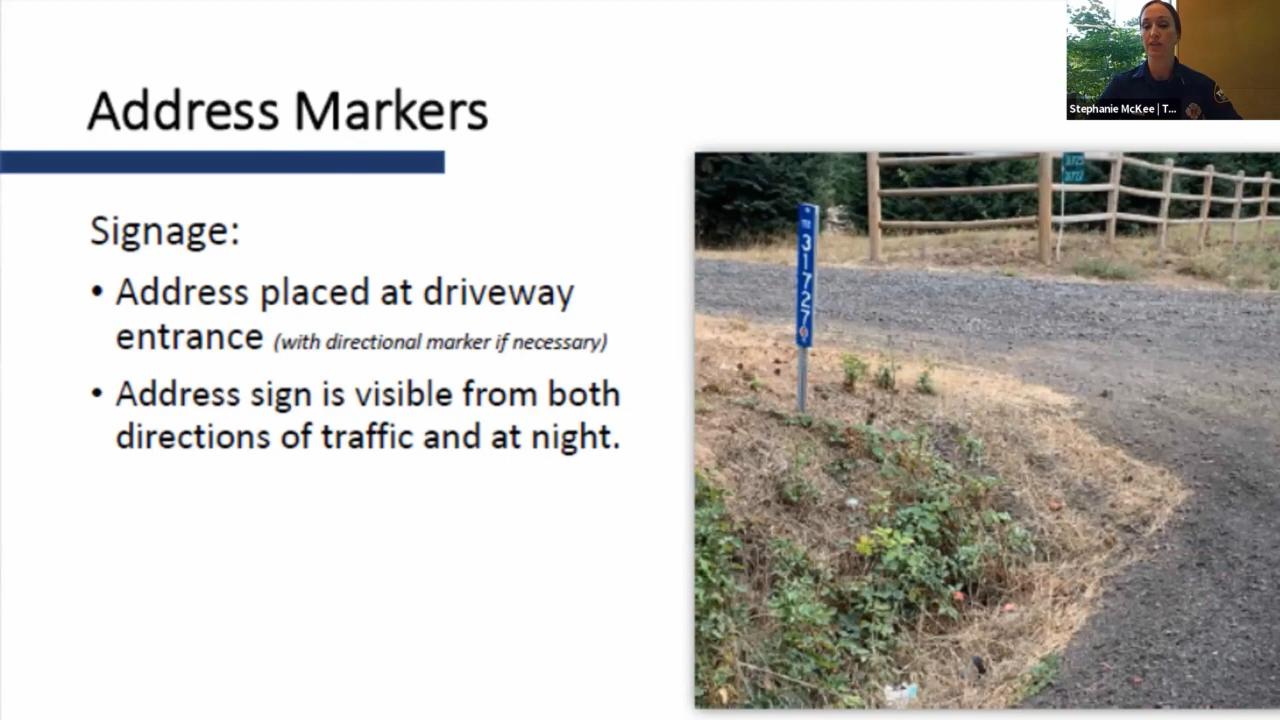 Address Markers
Stephanie McKee | T...
Signage:
• Address placed at driveway
entrance (with directional marker if necessary)
• Address sign is visible from both
directions of traffic and at night.
31727